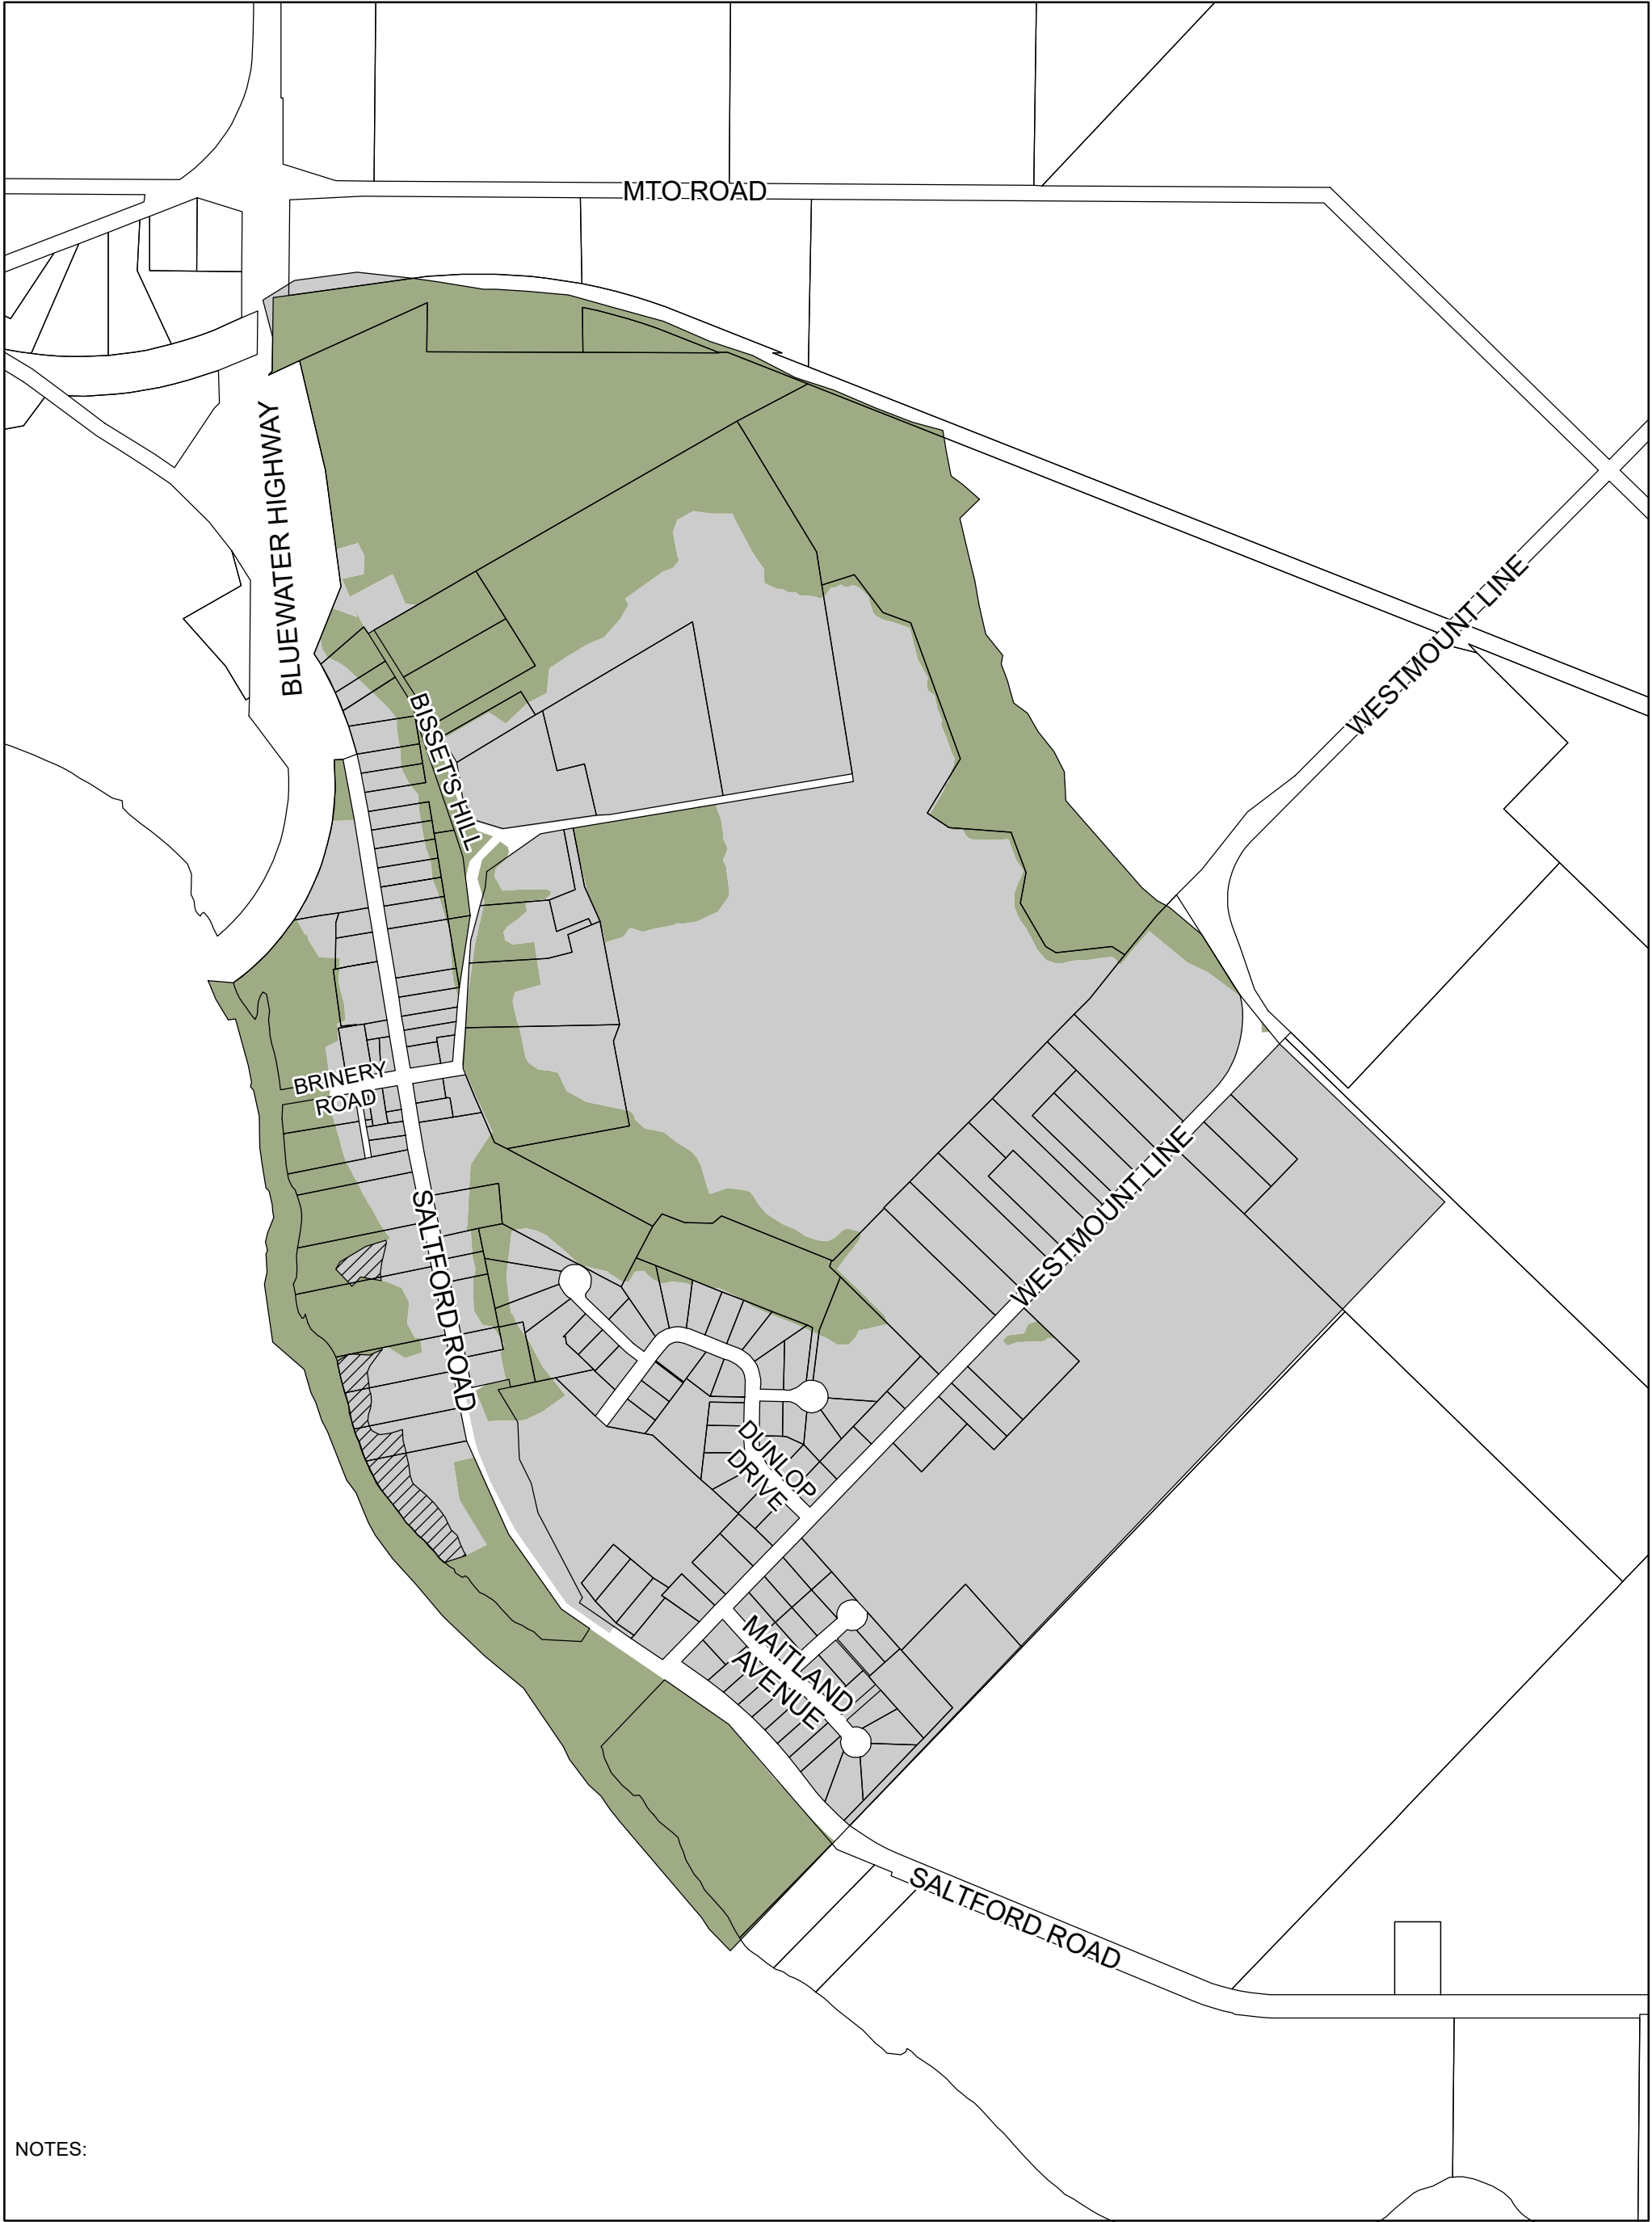 MTO ROAD
BLUEWATER HIGHWAY
WESTMOUNT LINE
BISSET'S HILL
BRINERY
ROAD
SALTFORD ROAD
WESTMOUNT LINE
DUNLOP
DRIVE
MAITLAND
AVENUE
SALTFORD ROAD
NOTES: